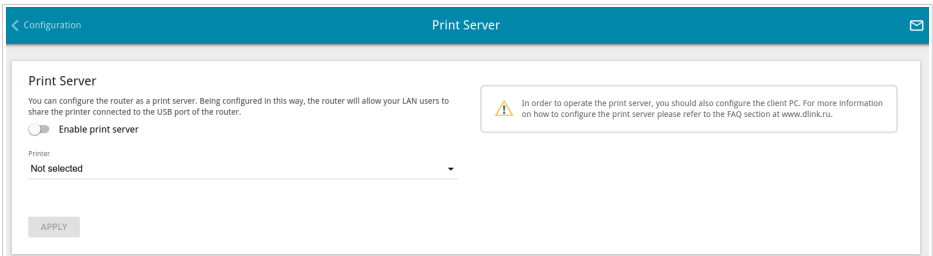 Configuration
Print Server
Print Server
You can configure the router as a print server. Being configured in this way, the router will allow your LAN users to
share the printer connected to the USB port of the router.
Enable print server
Printer
Not selected
APPLY
In order to operate the print server, you should also configure the client PC. For more information
on how to configure the print server please refer to the FAQ section at www.dlink.ru.